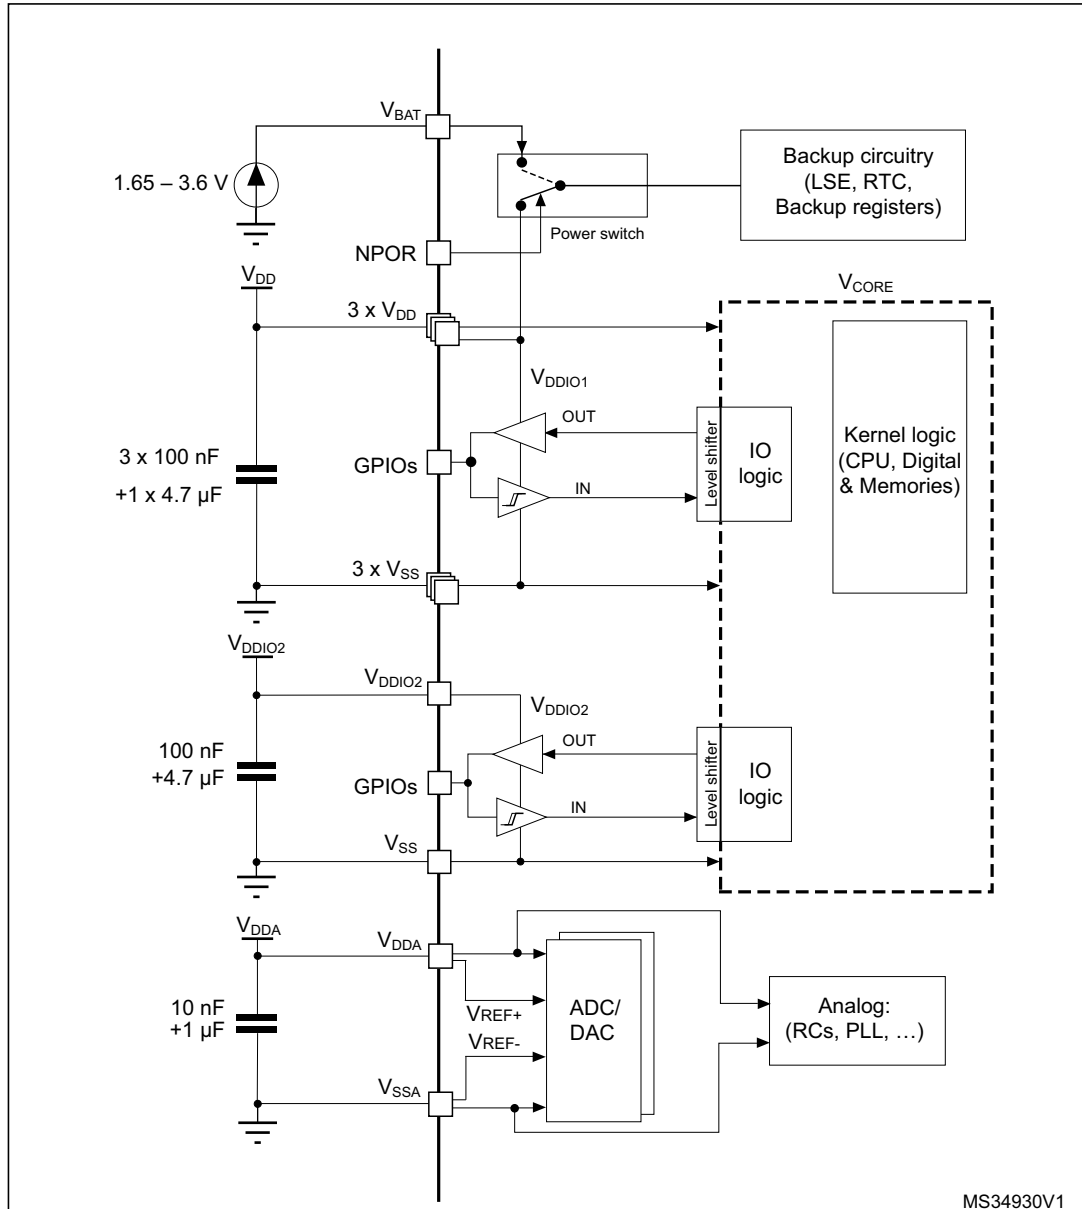 VBAT
1.65 – 3.6 V
Backup circuitry
(LSE, RTC,
Backup registers)
Power switch
NPOR
VDD
VCORE
3 x VDD
VDDIO1
OUT
3 x 100 nF
+1 x 4.7 µF
GPIOs
IN
Level shifter
IO
logic
Kernel logic
(CPU, Digital
& Memories)
3 x VSS
VDDIO2
VDDIO2
VDDIO2
OUT
100 nF
+4.7 µF
GPIOs
IN
Level shifter
IO
logic
VSS
VDDA
VDDA
10 nF
+1 µF
VREF+
VREF-
ADC/
DAC
Analog:
(RCs, PLL, …)
VSSA
MS34930V1